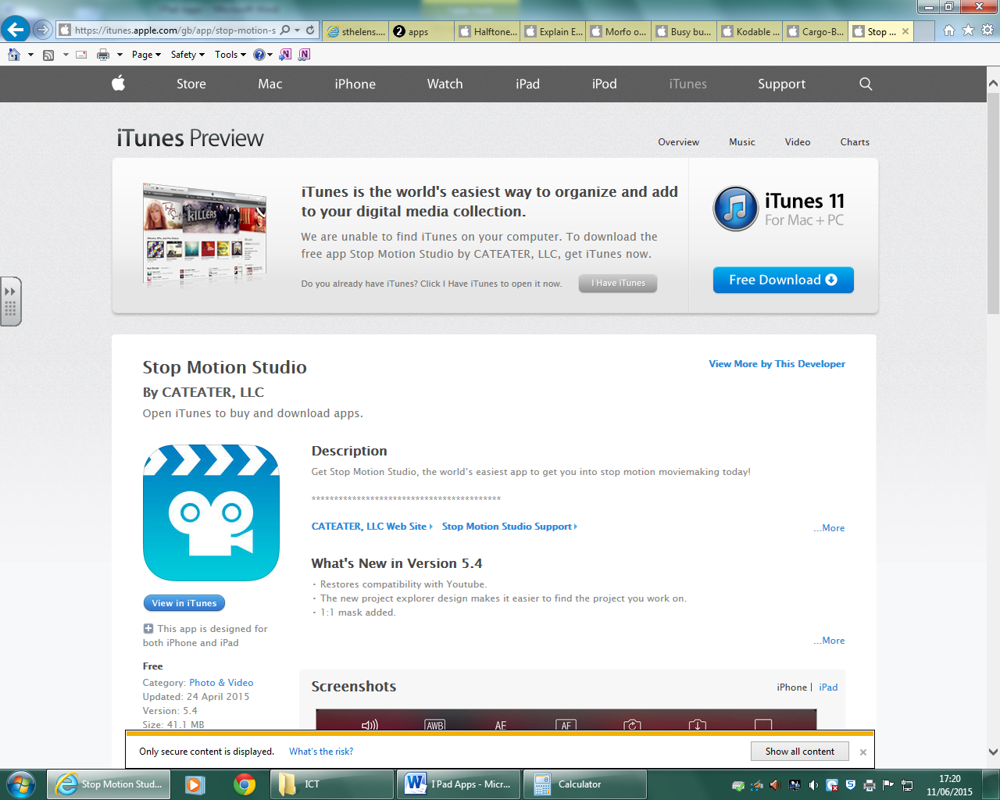 https://itunes.apple.com/gb/app/stop-motion-s
sthelens....
2 apps
Halftone...
Explain E...
Morfo o...
Busy bu...
Kodable ...
Cargo-B...
Stop ...
Page
Safety
Tools
Store
Mac
iPhone
Watch
iPad
iPod
iTunes
Support
iTunes Preview
Overview
Music
Video
Charts
KILLERS
iTunes is the world's easiest way to organize and add
to your digital media collection.
We are unable to find iTunes on your computer. To download the
free app Stop Motion Studio by CATEATER, LLC, get iTunes now.
Do you already have iTunes? Click I Have iTunes to open it now.
I Have iTunes
iTunes 11
For Mac + PC
Free Download
Stop Motion Studio
View More by This Developer
By CATEATER, LLC
Open iTunes to buy and download apps.
Description
Get Stop Motion Studio, the world's easiest app to get you into stop motion moviemaking today!
******************************************
CATEATER, LLC Web Site
Stop Motion Studio Support
...More
What's New in Version 5.4
• Restores compatibility with Youtube.
• The new project explorer design makes it easier to find the project you work on.
• 1:1 mask added.
...More
View in iTunes
This app is designed for
both iPhone and iPad
Free
Category: Photo & Video
Updated: 24 April 2015
Version: 5.4
Size: 41.1 MB
Screenshots
iPhone | iPad
AWB
AE
AF
Only secure content is displayed.
What's the risk?
Show all content
Stop Motion Stud...
ICT
I Pad Apps - Micr...
Calculator
17:20
11/06/2015